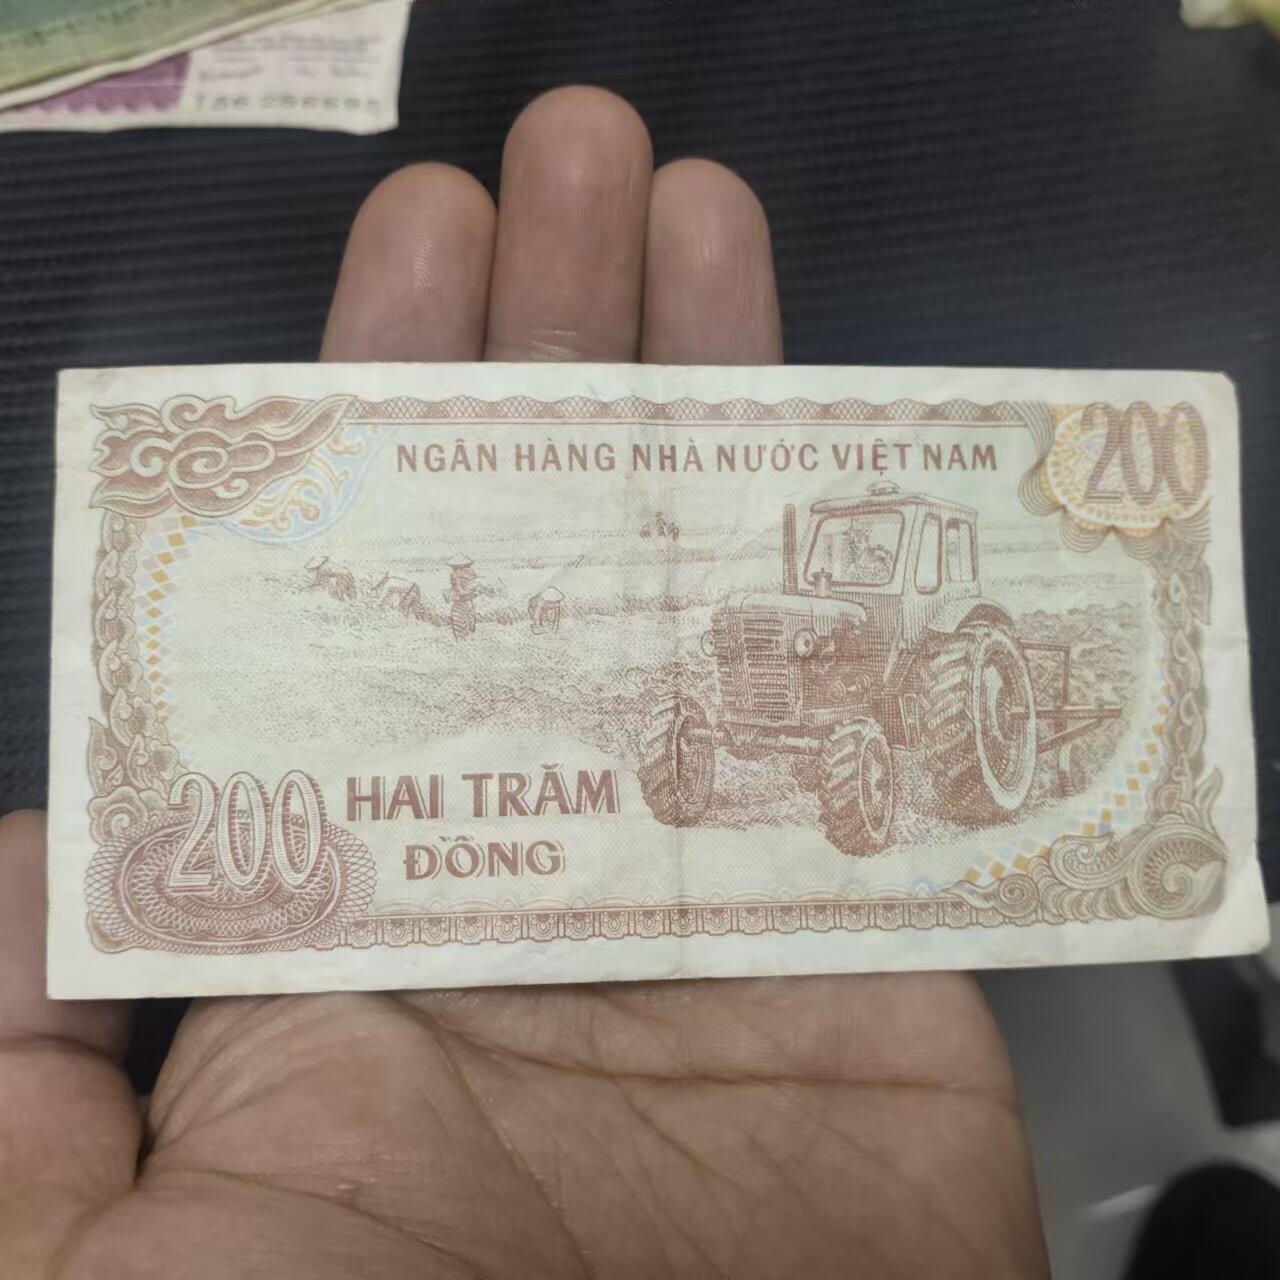 NGÂN HÀNG NHÀ NƯỚC VIỆT NAM
200
200
HAI TRĂM
ĐỒNG